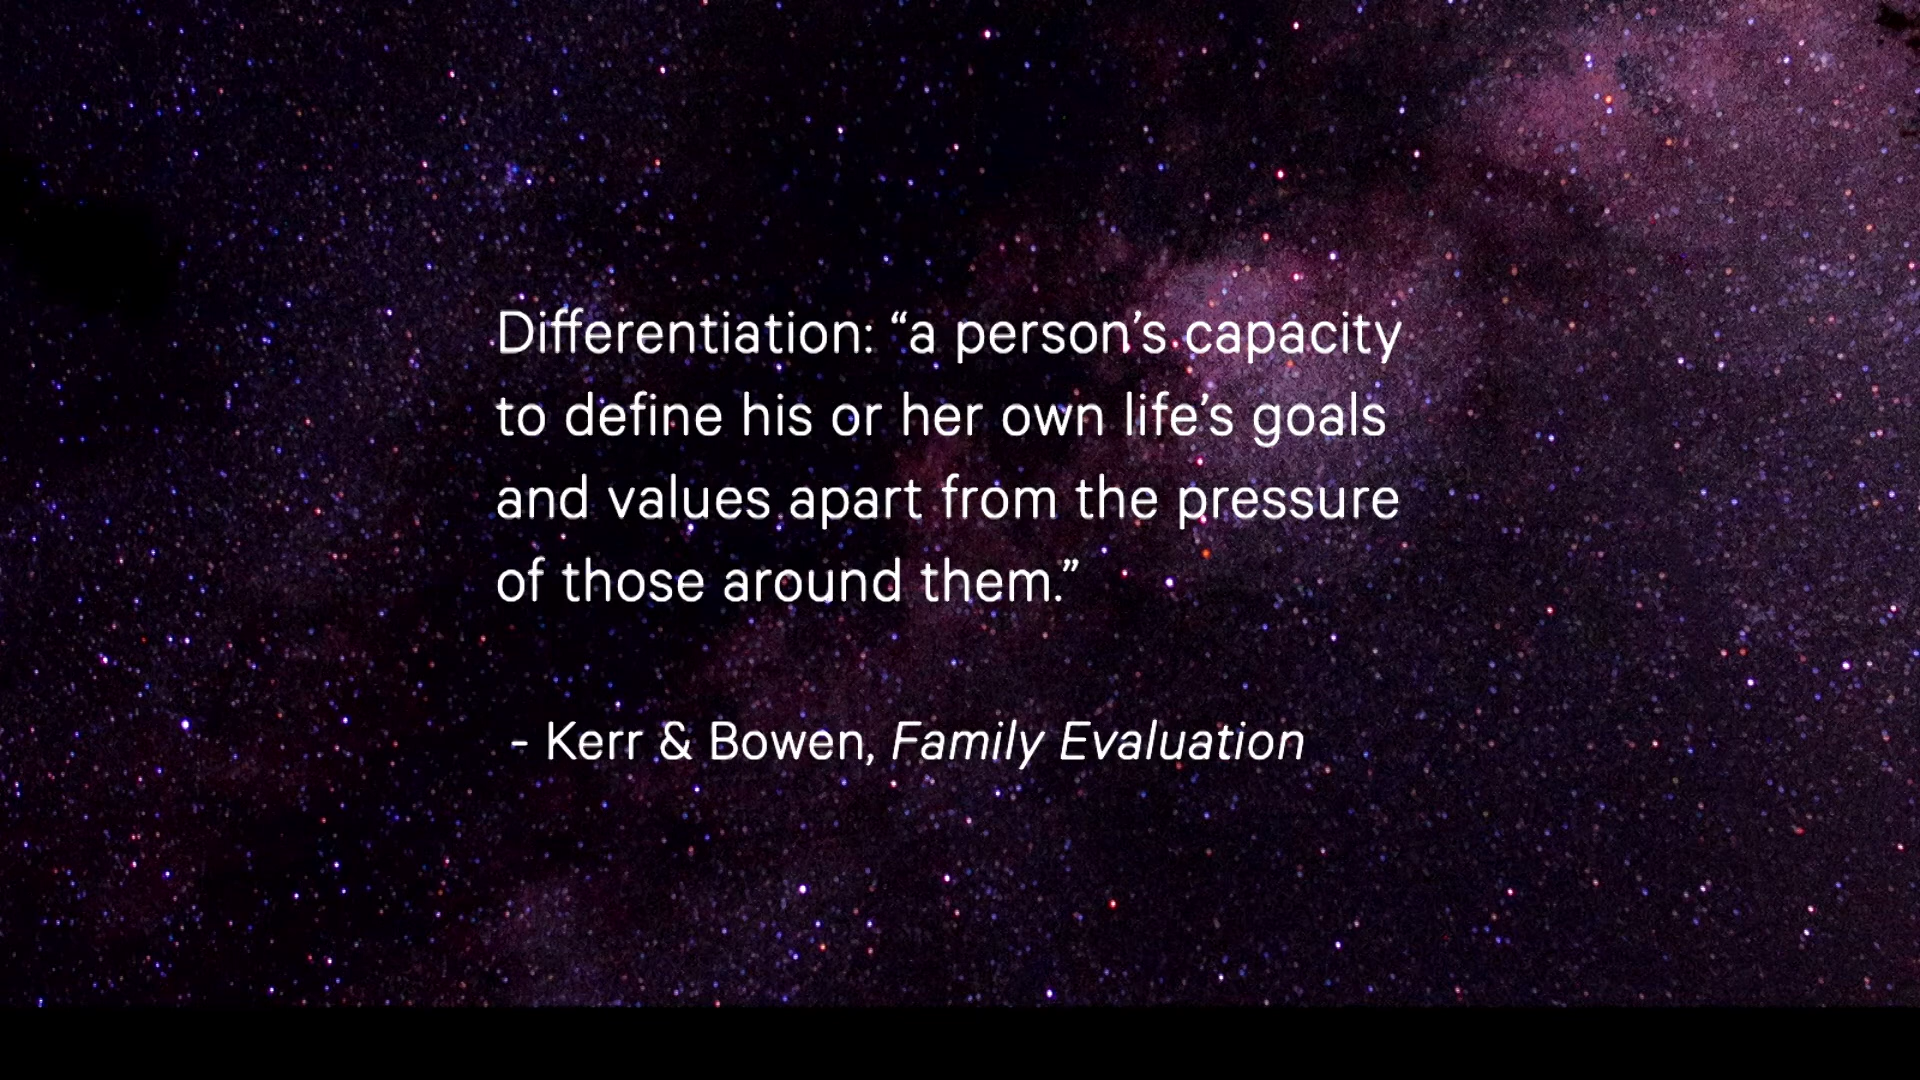 Differentiation: “a person’s capacity
to define his or her own life’s goals
and values apart from the pressure
of those around them.”
- Kerr & Bowen, Family Evaluation